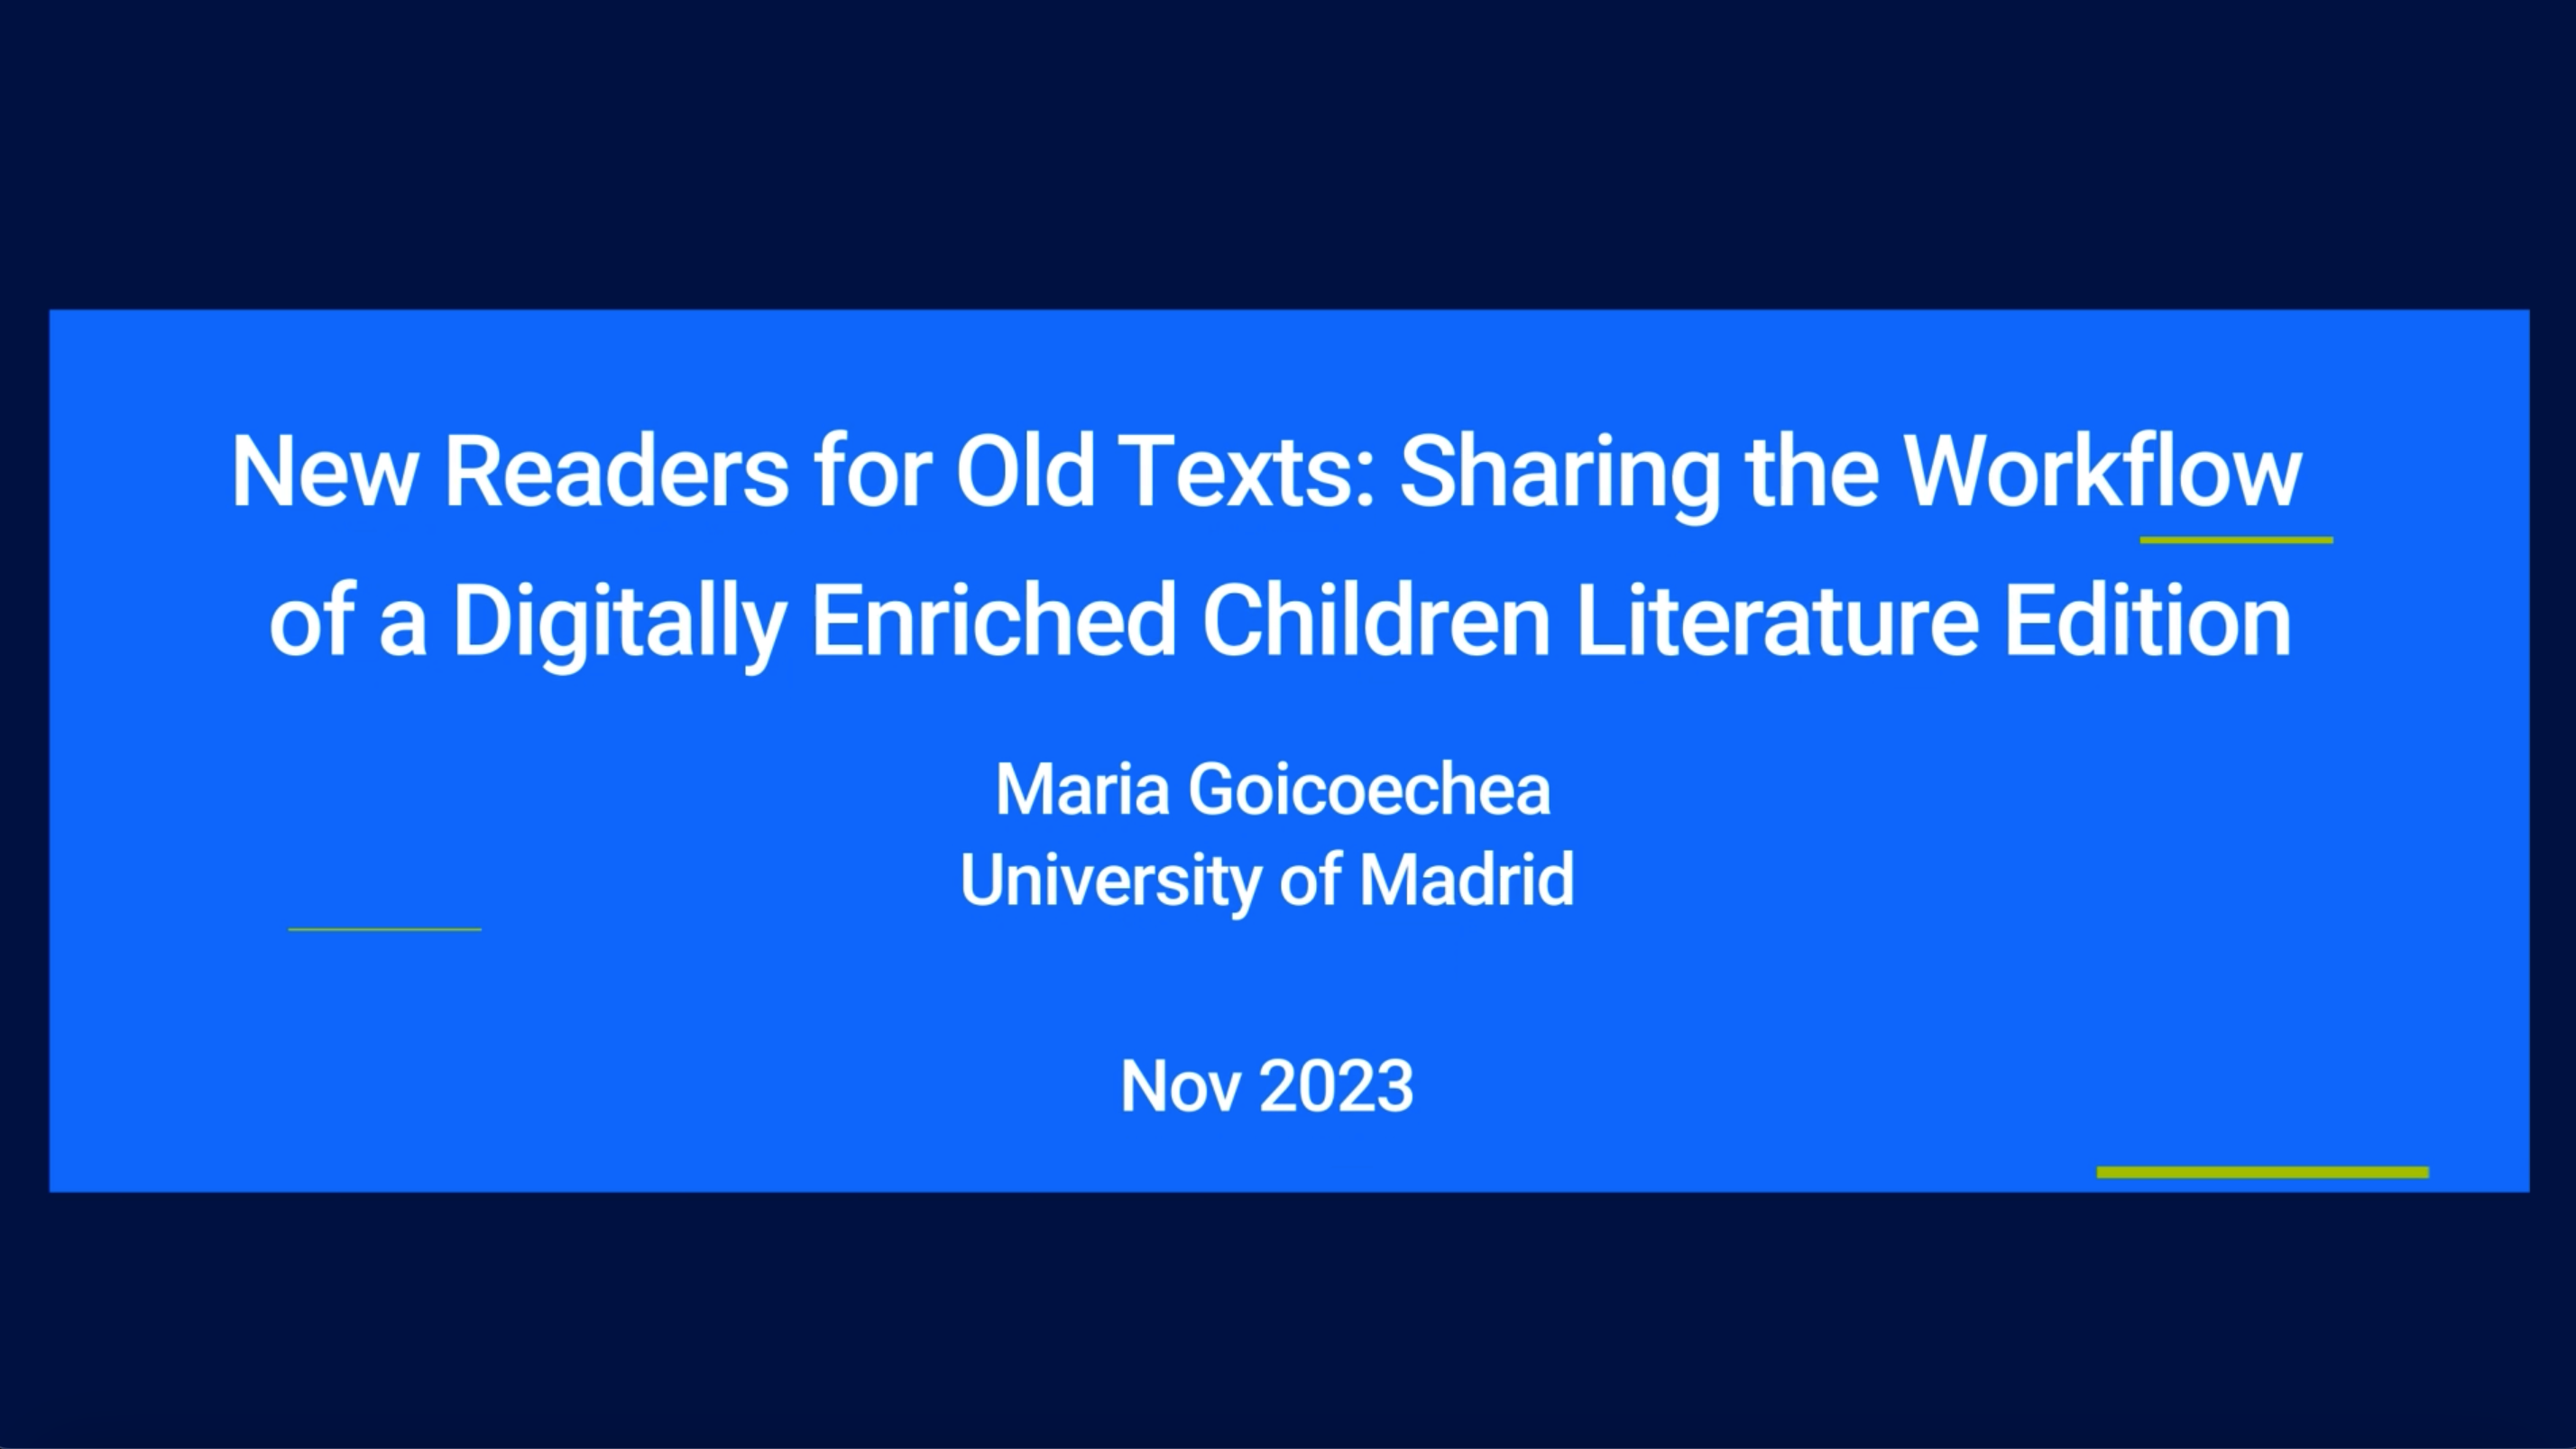 New Readers for Old Texts: Sharing the Workflow
of a Digitally Enriched Children Literature Edition
Maria Goicoechea
University of Madrid
Nov 2023